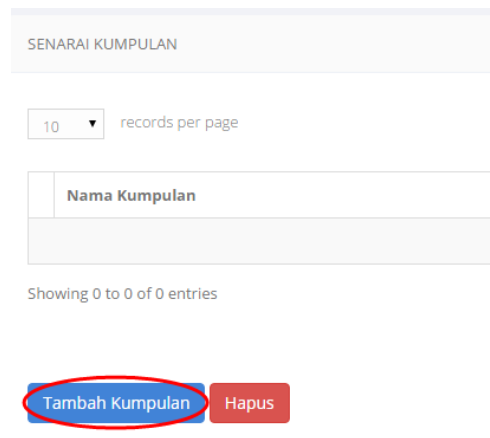 SENARAI KUMPULAN
10 records per page
Nama Kumpulan
Showing 0 to 0 of 0 entries
Tambah Kumpulan Hapus